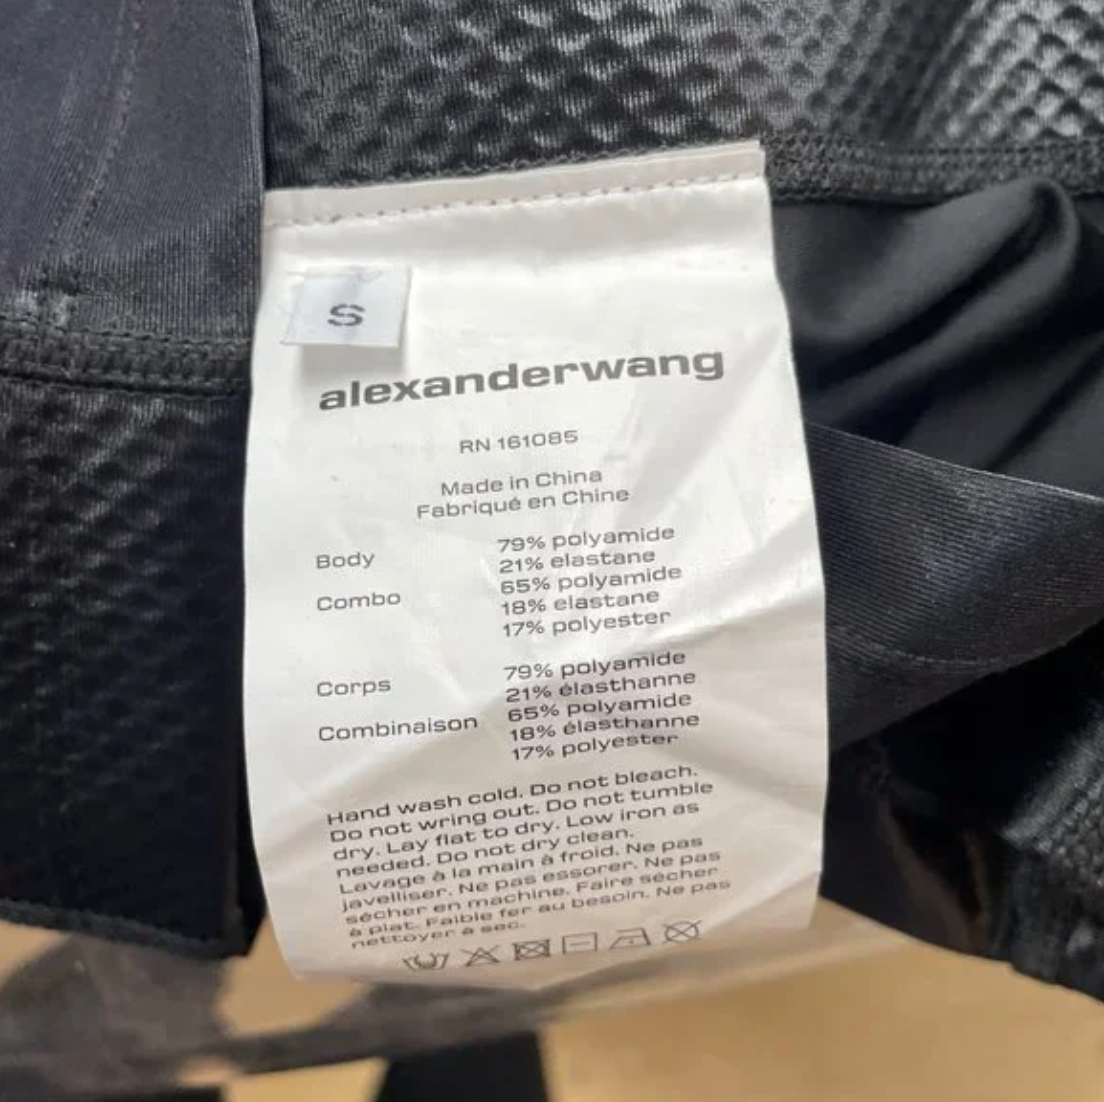 S
alexanderwang
RN 161085
Made in China
Fabriqué en Chine
Body 79% polyamide
21% elastane
Combo 65% polyamide
18% elastane
17% polyester
Corps 79% polyamide
21% élasthanne
Combinaison 65% polyamide
18% élasthanne
17% polyester
Hand wash cold. Do not bleach.
Do not wring out. Do not tumble
dry. Lay flat to dry. Low iron as
needed. Do not dry clean.
Lavage à la main à froid. Ne pas
javelliser. Ne pas essorer. Ne pas
sécher en machine. Faire sécher
à plat. Faible fer au besoin. Ne pas
nettoyer à sec.